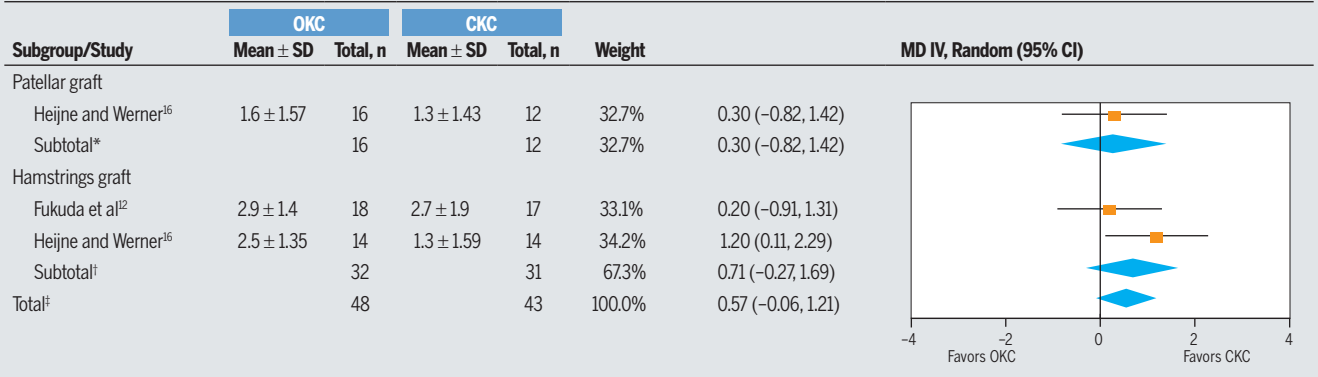 OKC CKC
Subgroup/Study Mean ± SD Total, n Mean ± SD Total, n Weight MD IV, Random (95% CI)
Patellar graft
Heijne and Werner16 1.6 ± 1.57 16 1.3 ± 1.43 12 32.7% 0.30 (−0.82, 1.42)
Subtotal* 16 12 32.7% 0.30 (−0.82, 1.42)
Hamstrings graft
Fukuda et al12 2.9 ± 1.4 18 2.7 ± 1.9 17 33.1% 0.20 (−0.91, 1.31)
Heijne and Werner16 2.5 ± 1.35 14 1.3 ± 1.59 14 34.2% 1.20 (0.11, 2.29)
Subtotal† 32 31 67.3% 0.71 (−0.27, 1.69)
Total‡ 48 43 100.0% 0.57 (−0.06, 1.21)
−4 −2 0 2 4
Favors OKC Favors CKC